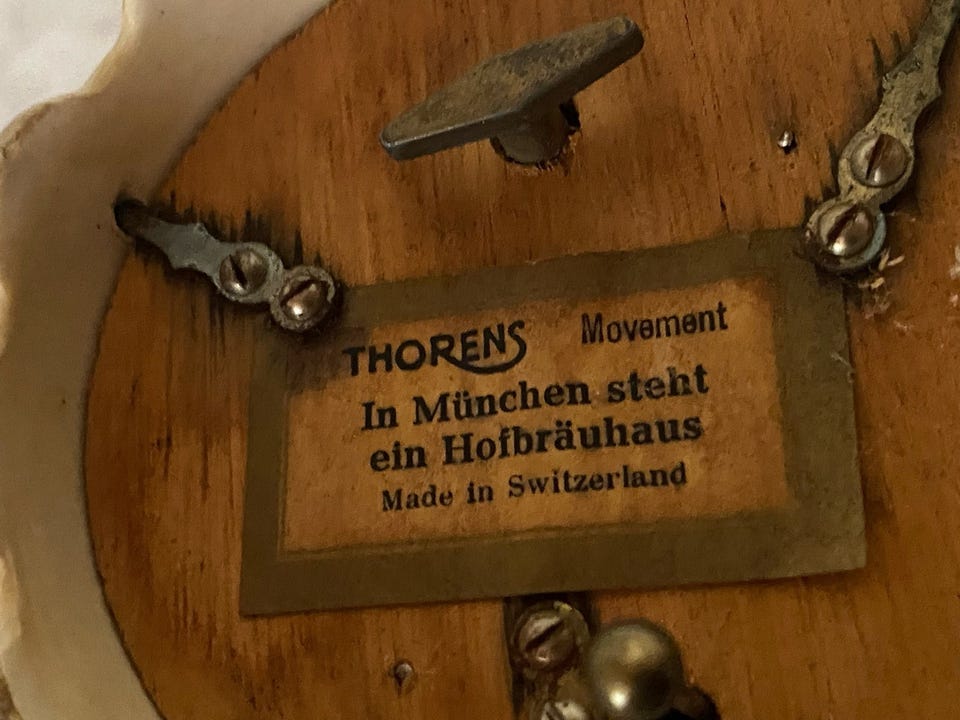 THORENS Movement
In München steht
ein Hofbräuhaus
Made in Switzerland